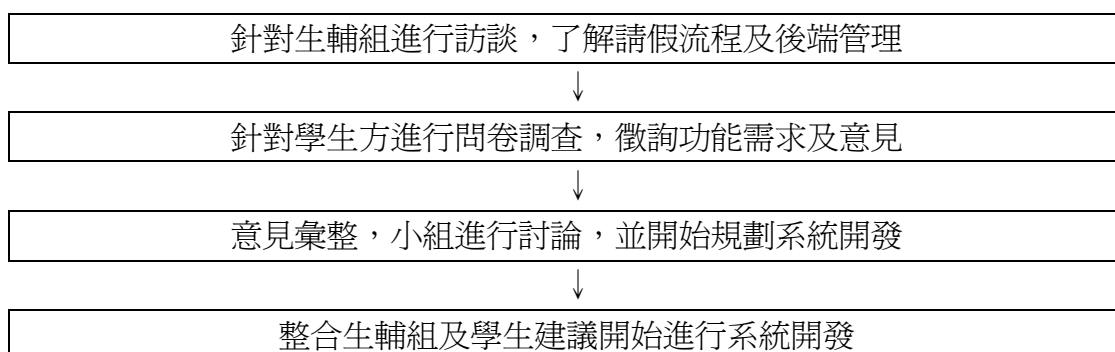 針對生輔組進行訪談，了解請假流程及後端管理
↓
針對學生方進行問卷調查，徵詢功能需求及意見
↓
意見彙整，小組進行討論，並開始規劃系統開發
↓
整合生輔組及學生建議開始進行系統開發